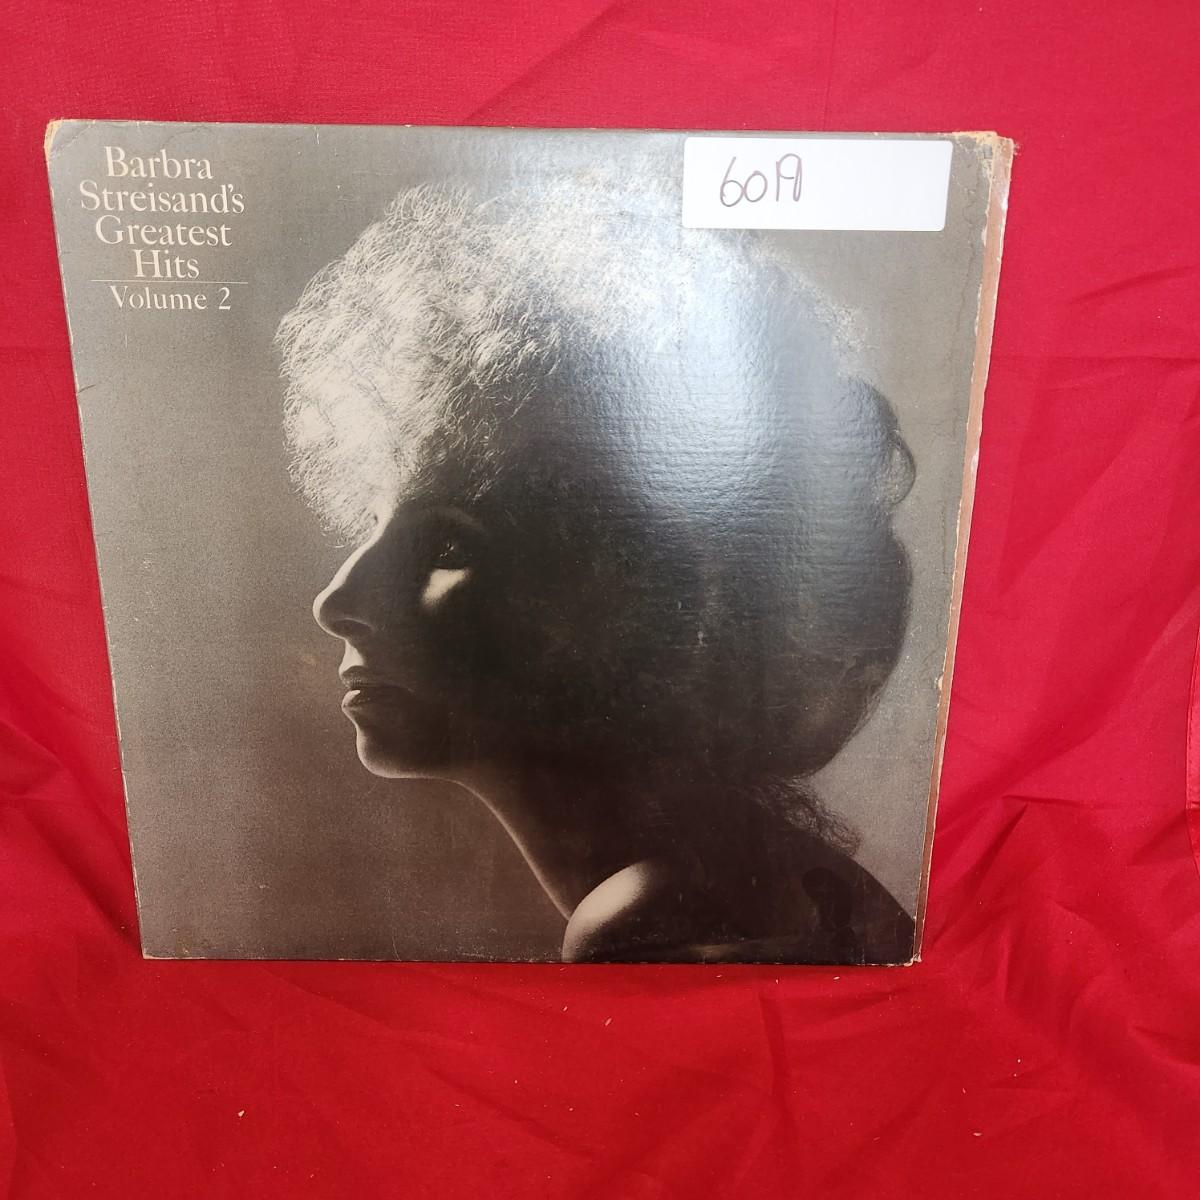 Barbra
Streisand's
Greatest
Hits
Volume 2
6019